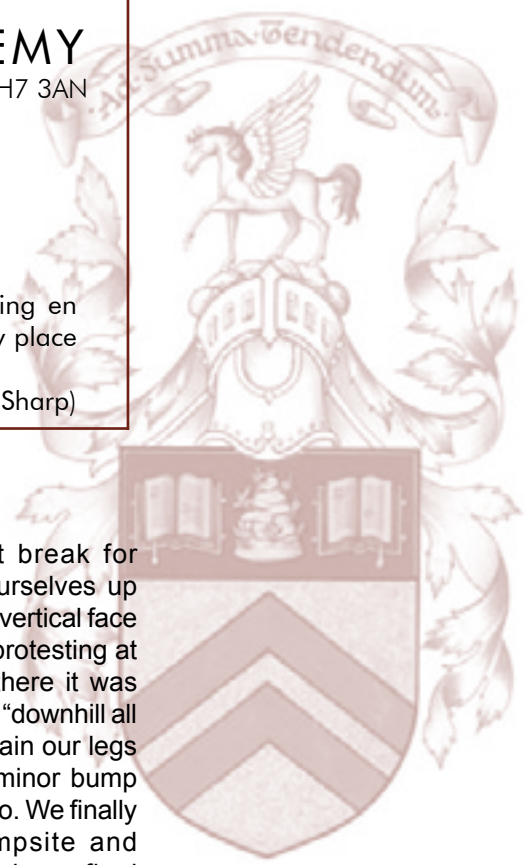 EMY
H7 3AN
Ad Summa Tendendum
ing en
y place
Sharp)
t break for
urselves up
vertical face
protesting at
here it was
“downhill all
ain our legs
minor bump
o. We finally
mpsite and